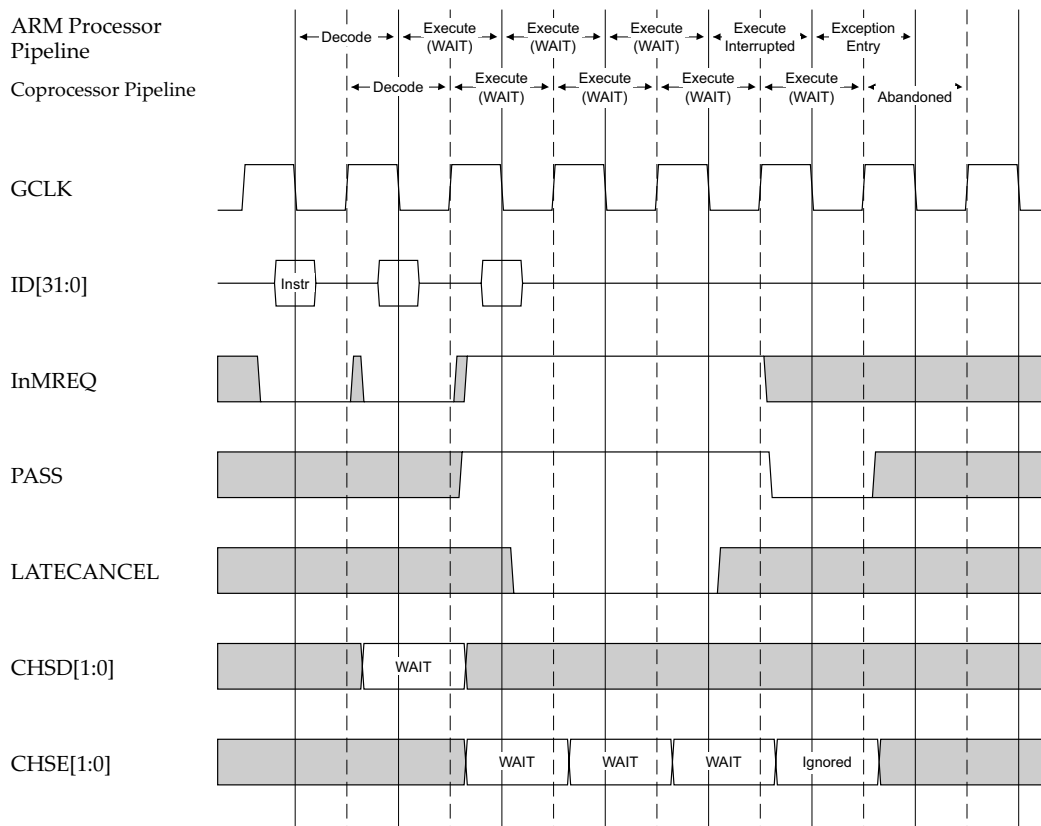 ARM Processor
Pipeline
Decode
Execute
(WAIT)
Execute
(WAIT)
Execute
(WAIT)
Execute
Interrupted
Exception
Entry
Coprocessor Pipeline
Decode
Execute
(WAIT)
Execute
(WAIT)
Execute
(WAIT)
Execute
(WAIT)
Abandoned
GCLK
ID[31:0]
Instr
InMREQ
PASS
LATECANCEL
CHSD[1:0]
WAIT
CHSE[1:0]
WAIT
WAIT
WAIT
Ignored